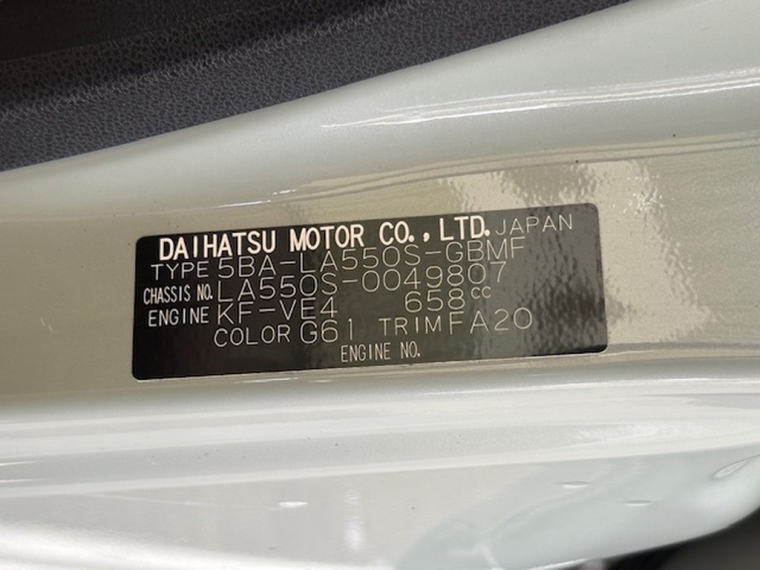 DAIHATSU MOTOR CO., LTD. JAPAN
TYPE 5BA-LA550S-GBMF
CHASSIS NO. LA550S-0049807
ENGINE KF-VE4 658cc
COLOR G61 TRIM FA20
ENGINE NO.